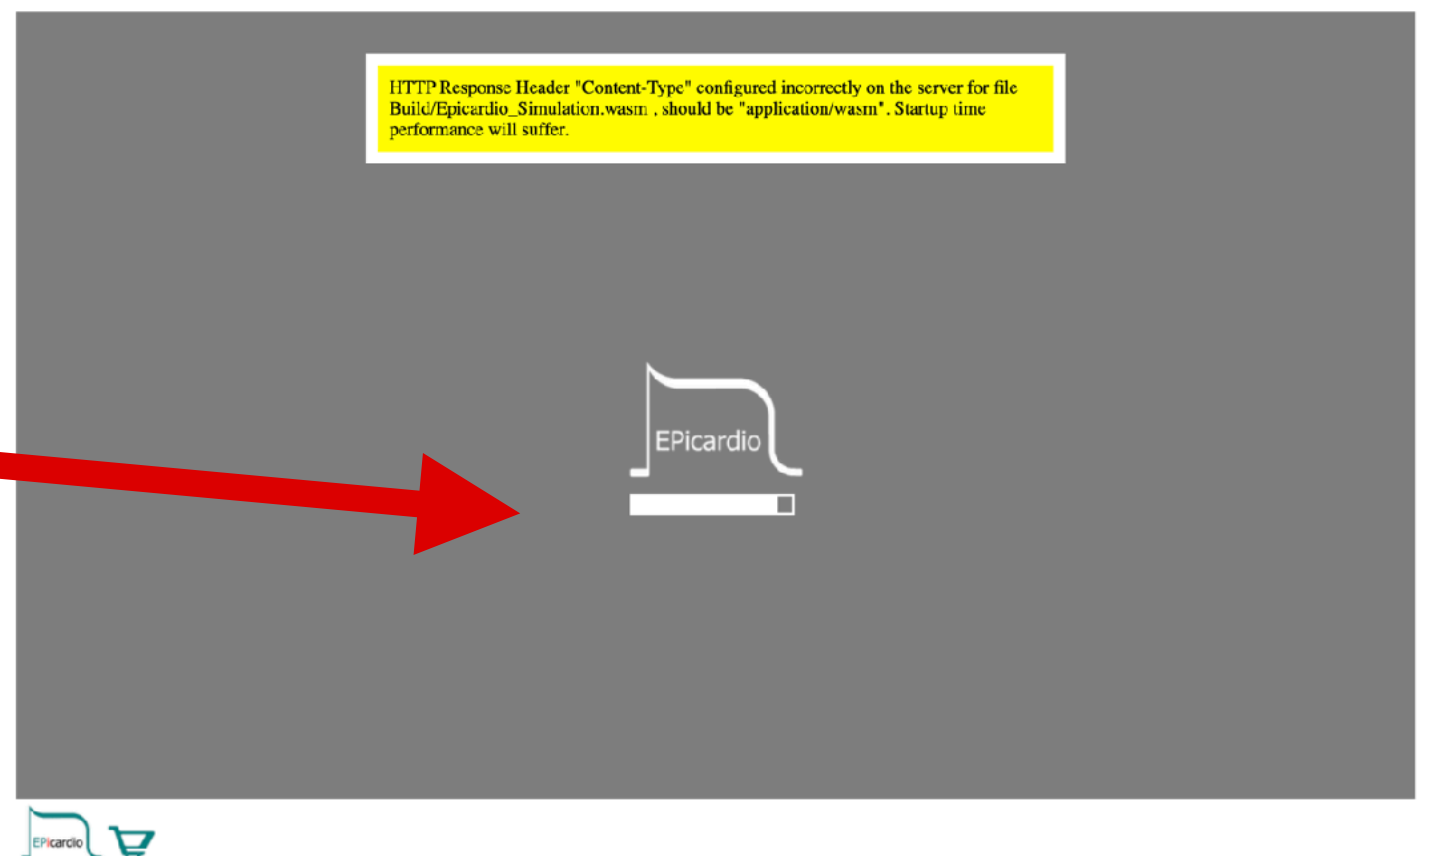 HTTP Response Header "Content-Type" configured incorrectly on the server for file
Build/Epicardio_Simulation.wasm , should be "application/wasm". Startup time
performance will suffer.
EPicardio
EPicardio